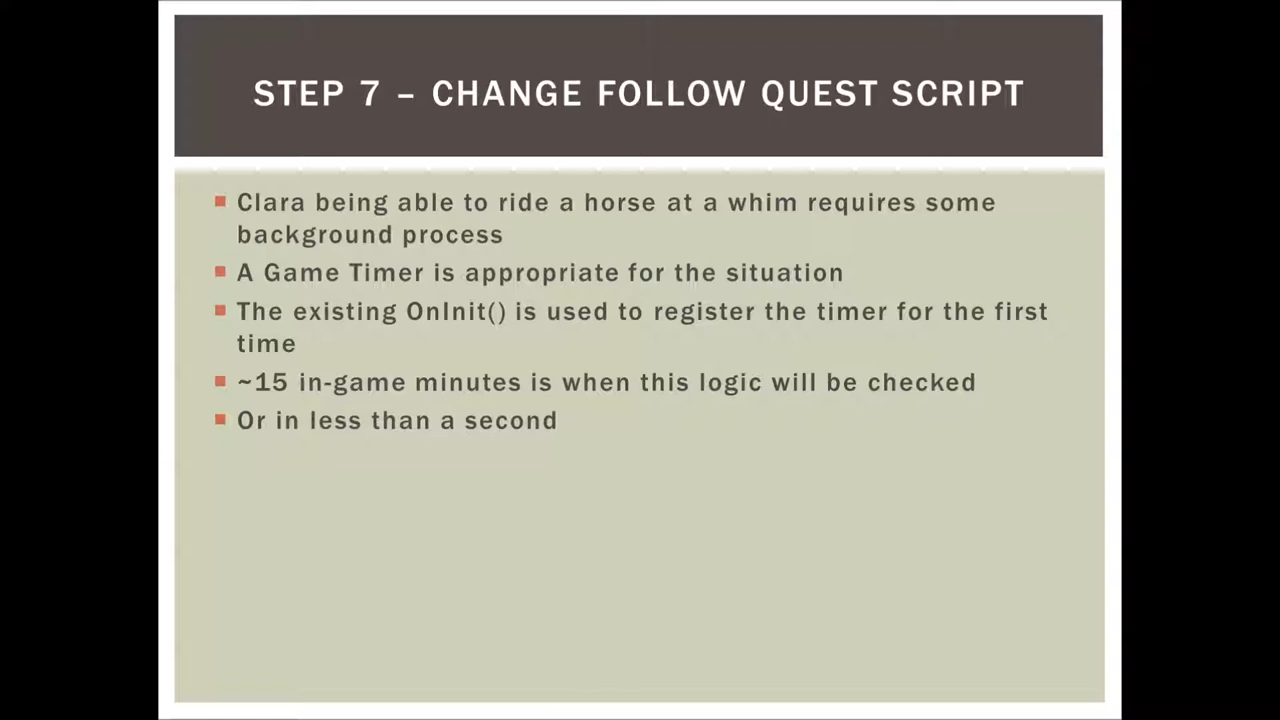 STEP 7 – CHANGE FOLLOW QUEST SCRIPT
Clara being able to ride a horse at a whim requires some
background process
A Game Timer is appropriate for the situation
The existing OnInit() is used to register the timer for the first
time
~15 in-game minutes is when this logic will be checked
Or in less than a second